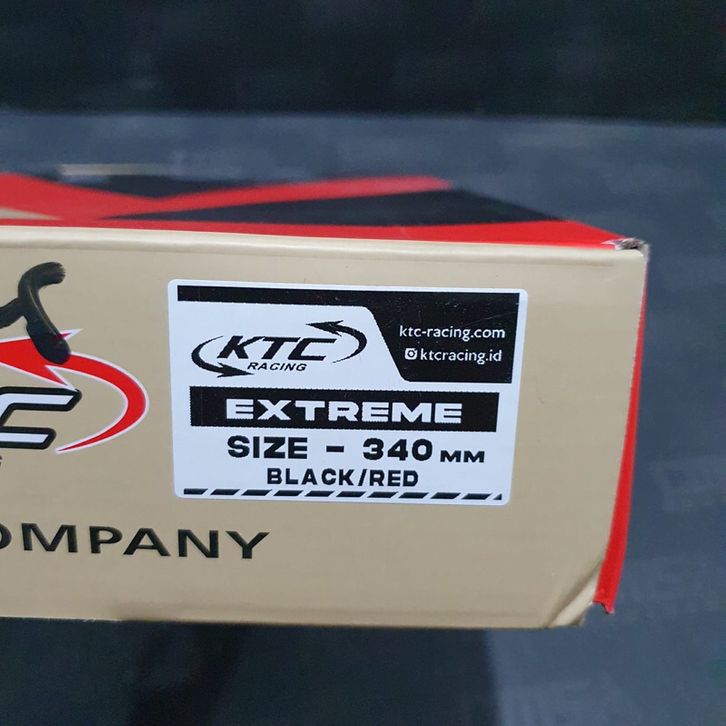 KTC
RACING
ktc-racing.com
ktcracing.id
EXTREME
SIZE - 340 MM
BLACK/RED
C
OMPANY